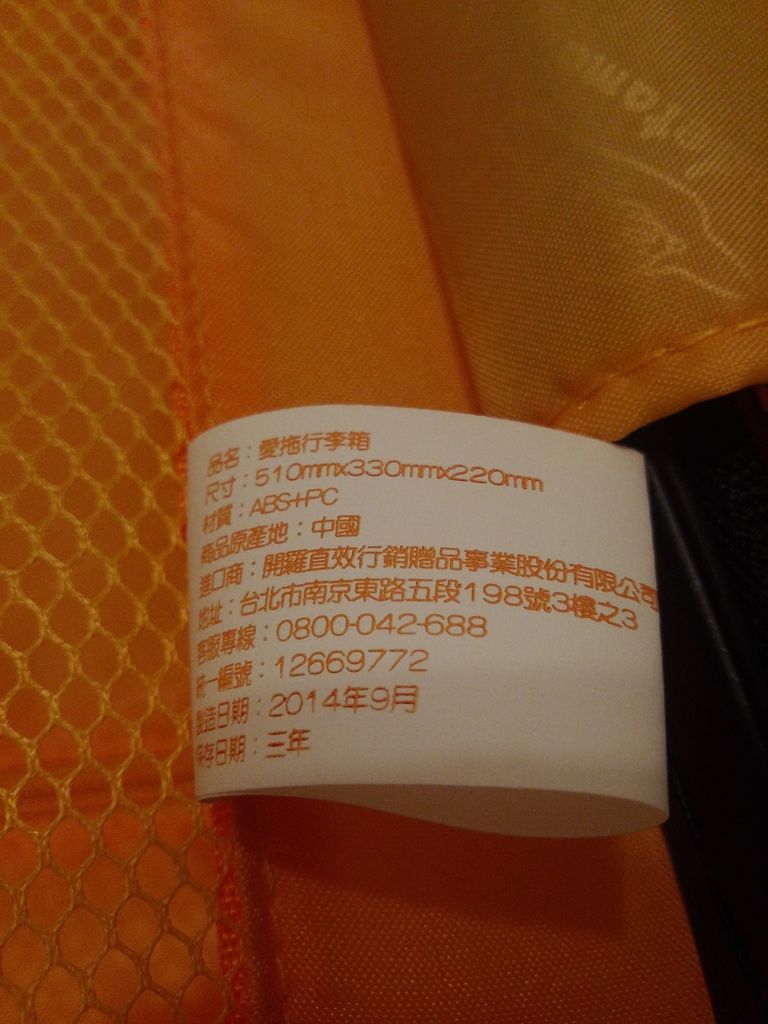 品名：愛拖行李箱
尺寸：510mmx330mmx220mm
材質：ABS+PC
商品原產地：中國
進口商：開羅直效行銷贈品事業股份有限公司
地址：台北市南京東路五段198號3樓之3
客服專線：0800-042-688
統一編號：12669772
製造日期：2014年9月
保存日期：三年